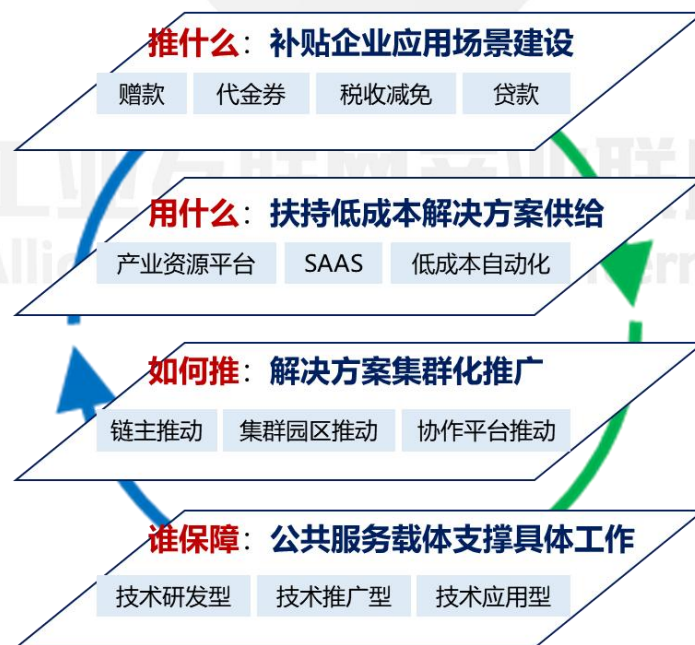 推什么：补贴企业应用场景建设
赠款 代金券 税收减免 贷款
用什么：扶持低成本解决方案供给
产业资源平台 SAAS 低成本自动化
如何推：解决方案集群化推广
链主推动 集群园区推动 协作平台推动
谁保障：公共服务载体支撑具体工作
技术研发型 技术推广型 技术应用型